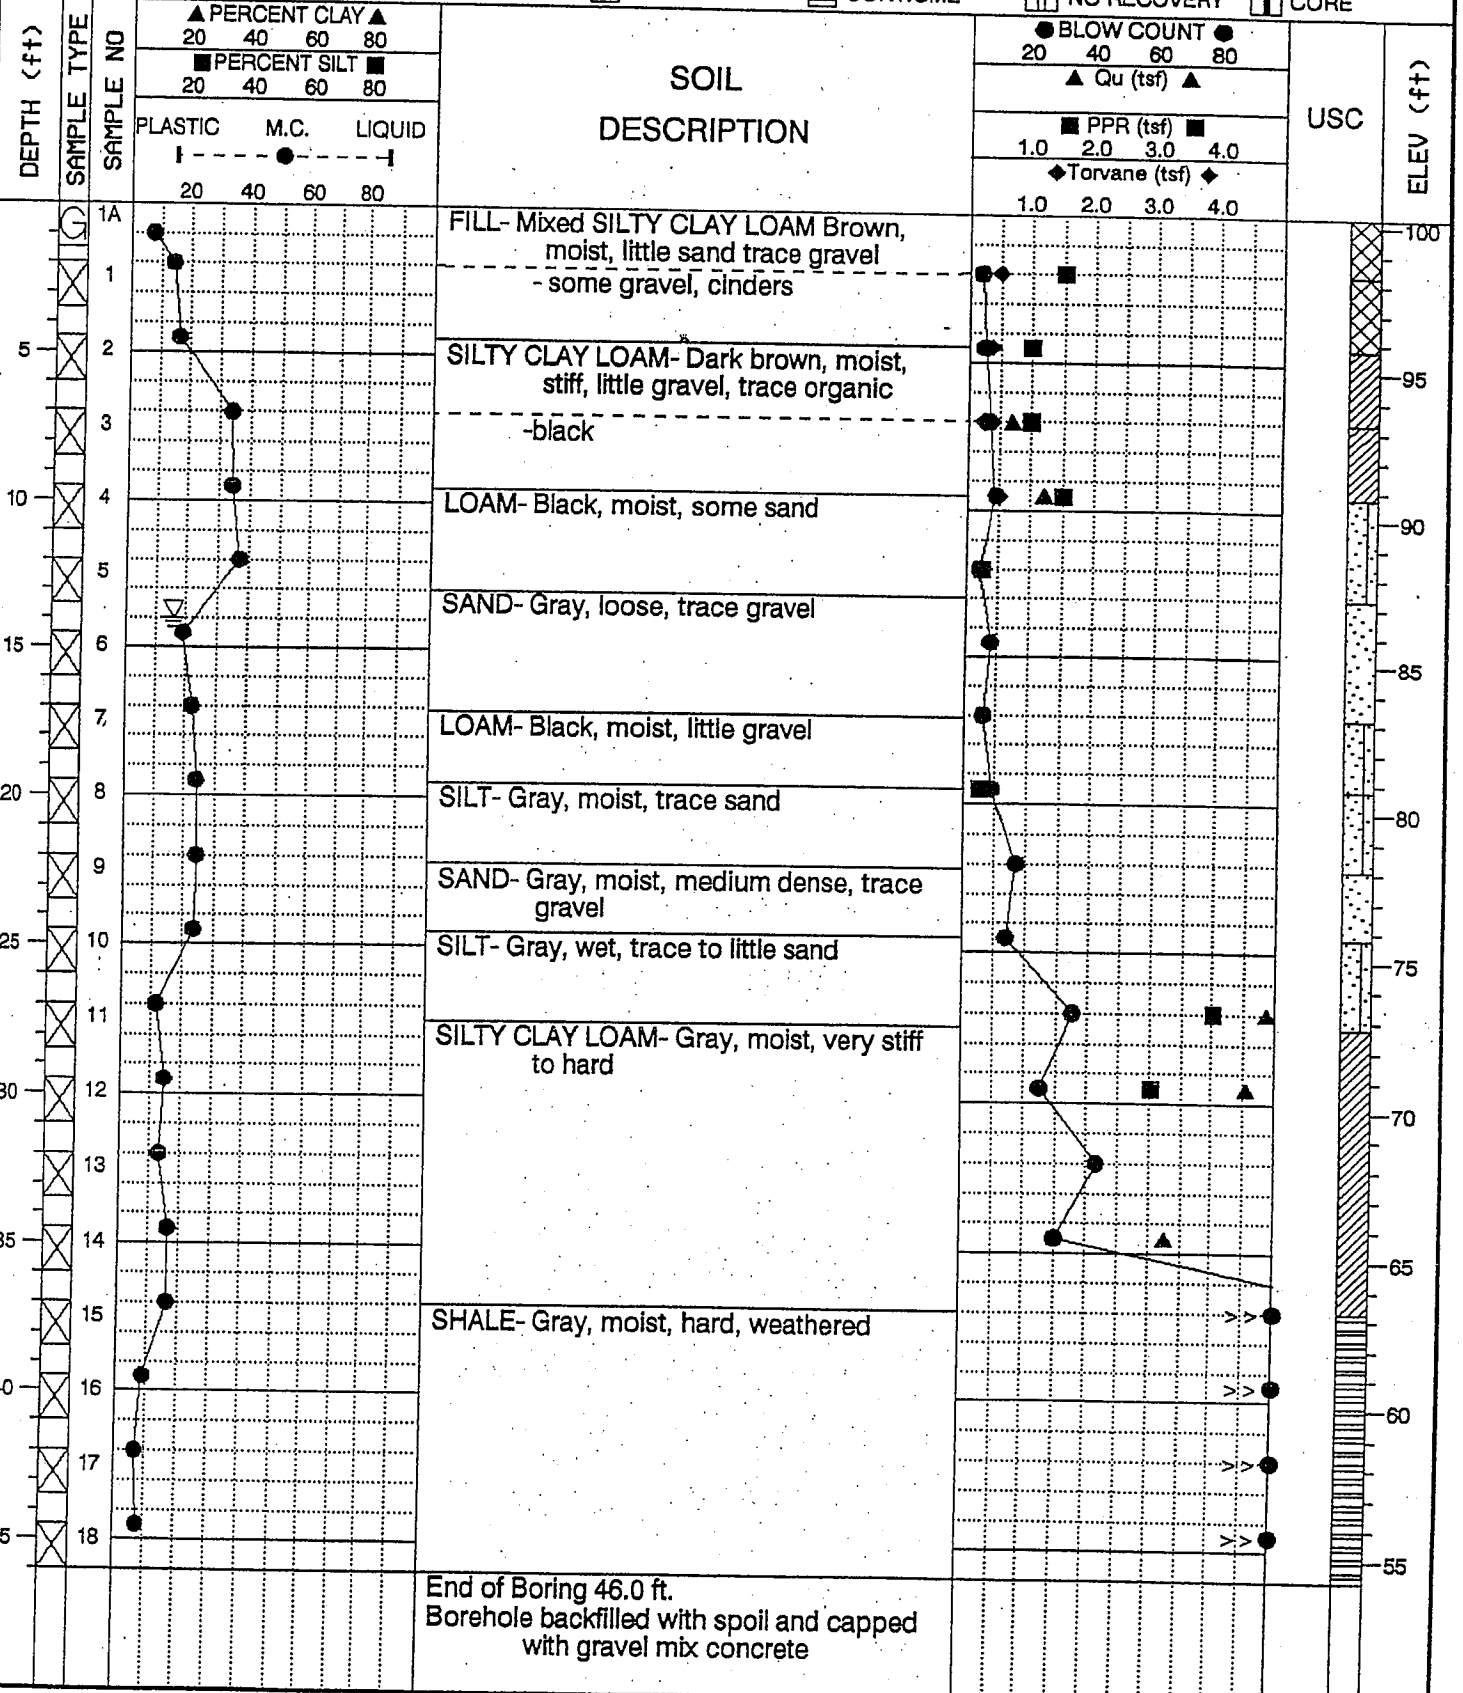 NO RECOVERY
CORE
DEPTH (ft)
SAMPLE TYPE
SAMPLE NO
▲ PERCENT CLAY ▲
20 40 60 80
■ PERCENT SILT ■
20 40 60 80
PLASTIC M.C. LIQUID
20 40 60 80
SOIL
DESCRIPTION
● BLOW COUNT ●
20 40 60 80
▲ Qu (tsf) ▲
■ PPR (tsf) ■
1.0 2.0 3.0 4.0
◆ Torvane (tsf) ◆
1.0 2.0 3.0 4.0
USC
ELEV (ft)
G
1A
FILL- Mixed SILTY CLAY LOAM Brown,
moist, little sand trace gravel
100
1
- some gravel, cinders
5
2
SILTY CLAY LOAM- Dark brown, moist,
stiff, little gravel, trace organic
95
3
-black
10
4
LOAM- Black, moist, some sand
90
5
SAND- Gray, loose, trace gravel
15
6
85
7
LOAM- Black, moist, little gravel
20
8
SILT- Gray, moist, trace sand
80
9
SAND- Gray, moist, medium dense, trace
gravel
25
10
SILT- Gray, wet, trace to little sand
75
11
SILTY CLAY LOAM- Gray, moist, very stiff
to hard
30
12
70
13
35
14
65
15
SHALE- Gray, moist, hard, weathered
>>
0
16
>>
60
17
>>
5
18
>>
55
End of Boring 46.0 ft.
Borehole backfilled with spoil and capped
with gravel mix concrete